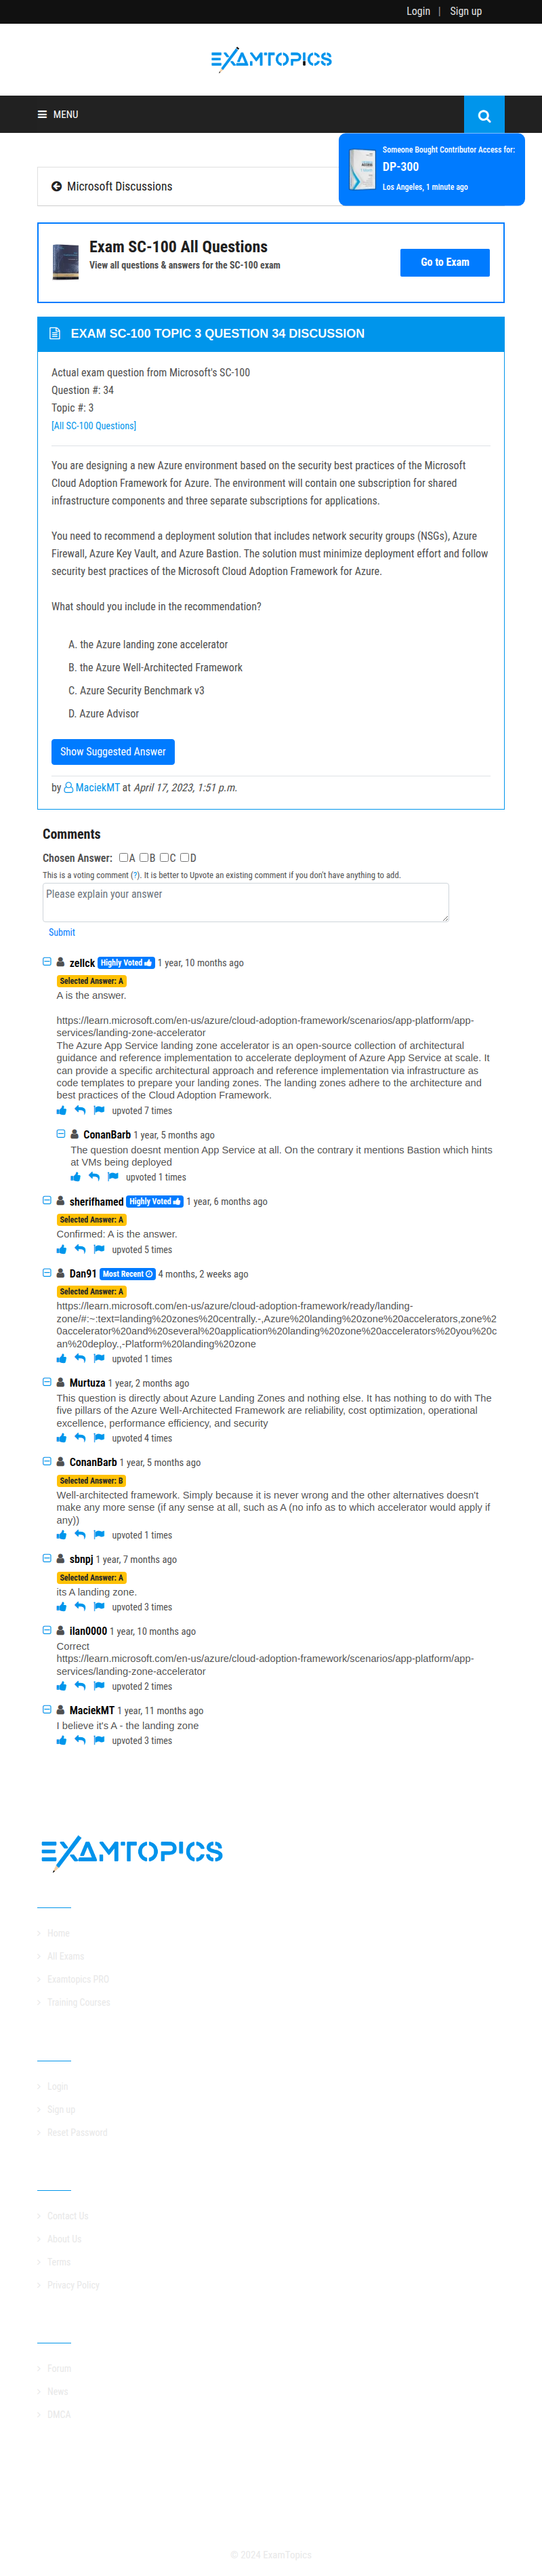 Login | Sign up
EXAMTOPICS
MENU
Someone Bought Contributor Access for:
DP-300
Los Angeles, 1 minute ago
Microsoft Discussions
Exam SC-100 All Questions
View all questions & answers for the SC-100 exam
Go to Exam
EXAM SC-100 TOPIC 3 QUESTION 34 DISCUSSION
Actual exam question from Microsoft's SC-100
Question #: 34
Topic #: 3
[All SC-100 Questions]
You are designing a new Azure environment based on the security best practices of the Microsoft
Cloud Adoption Framework for Azure. The environment will contain one subscription for shared
infrastructure components and three separate subscriptions for applications.
You need to recommend a deployment solution that includes network security groups (NSGs), Azure
Firewall, Azure Key Vault, and Azure Bastion. The solution must minimize deployment effort and follow
security best practices of the Microsoft Cloud Adoption Framework for Azure.
What should you include in the recommendation?
A. the Azure landing zone accelerator
B. the Azure Well-Architected Framework
C. Azure Security Benchmark v3
D. Azure Advisor
Show Suggested Answer
by MaciekMT at April 17, 2023, 1:51 p.m.
Comments
Chosen Answer: A B C D
This is a voting comment (?). It is better to Upvote an existing comment if you don't have anything to add.
Please explain your answer
Submit
zellck Highly Voted 1 year, 10 months ago
Selected Answer: A
A is the answer.
https://learn.microsoft.com/en-us/azure/cloud-adoption-framework/scenarios/app-platform/app-
services/landing-zone-accelerator
The Azure App Service landing zone accelerator is an open-source collection of architectural
guidance and reference implementation to accelerate deployment of Azure App Service at scale. It
can provide a specific architectural approach and reference implementation via infrastructure as
code templates to prepare your landing zones. The landing zones adhere to the architecture and
best practices of the Cloud Adoption Framework.
upvoted 7 times
ConanBarb 1 year, 5 months ago
The question doesnt mention App Service at all. On the contrary it mentions Bastion which hints
at VMs being deployed
upvoted 1 times
sherifhamed Highly Voted 1 year, 6 months ago
Selected Answer: A
Confirmed: A is the answer.
upvoted 5 times
Dan91 Most Recent 4 months, 2 weeks ago
Selected Answer: A
https://learn.microsoft.com/en-us/azure/cloud-adoption-framework/ready/landing-
zone/#:~:text=landing%20zones%20centrally.-,Azure%20landing%20zone%20accelerators,zone%2
0accelerator%20and%20several%20application%20landing%20zone%20accelerators%20you%20c
an%20deploy.,-Platform%20landing%20zone
upvoted 1 times
Murtuza 1 year, 2 months ago
This question is directly about Azure Landing Zones and nothing else. It has nothing to do with The
five pillars of the Azure Well-Architected Framework are reliability, cost optimization, operational
excellence, performance efficiency, and security
upvoted 4 times
ConanBarb 1 year, 5 months ago
Selected Answer: B
Well-architected framework. Simply because it is never wrong and the other alternatives doesn't
make any more sense (if any sense at all, such as A (no info as to which accelerator would apply if
any))
upvoted 1 times
sbnpj 1 year, 7 months ago
Selected Answer: A
its A landing zone.
upvoted 3 times
ilan0000 1 year, 10 months ago
Correct
https://learn.microsoft.com/en-us/azure/cloud-adoption-framework/scenarios/app-platform/app-
services/landing-zone-accelerator
upvoted 2 times
MaciekMT 1 year, 11 months ago
I believe it's A - the landing zone
upvoted 3 times
EXAMTOPICS
Home
All Exams
Examtopics PRO
Training Courses
Login
Sign up
Reset Password
Contact Us
About Us
Terms
Privacy Policy
Forum
News
DMCA
© 2024 ExamTopics